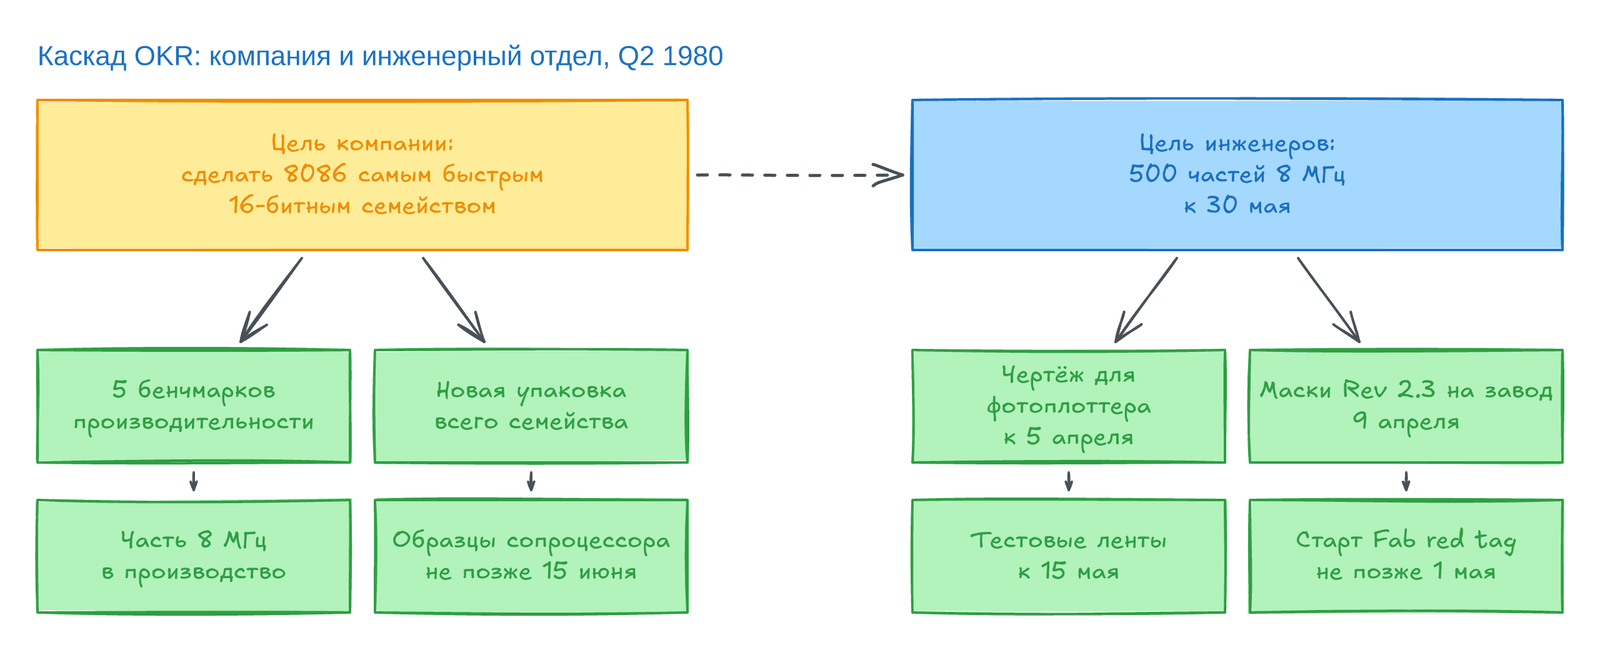 Каскад OKR: компания и инженерный отдел, Q2 1980
Цель компании:
сделать 8086 самым быстрым
16-битным семейством
Цель инженеров:
500 частей 8 МГц
к 30 мая
5 бенчмарков
производительности
Новая упаковка
всего семейства
Чертёж для
фотоплоттера
к 5 апреля
Маски Rev 2.3 на завод
9 апреля
Часть 8 МГц
в производство
Образцы сопроцессора
не позже 15 июня
Тестовые ленты
к 15 мая
Старт Fab red tag
не позже 1 мая